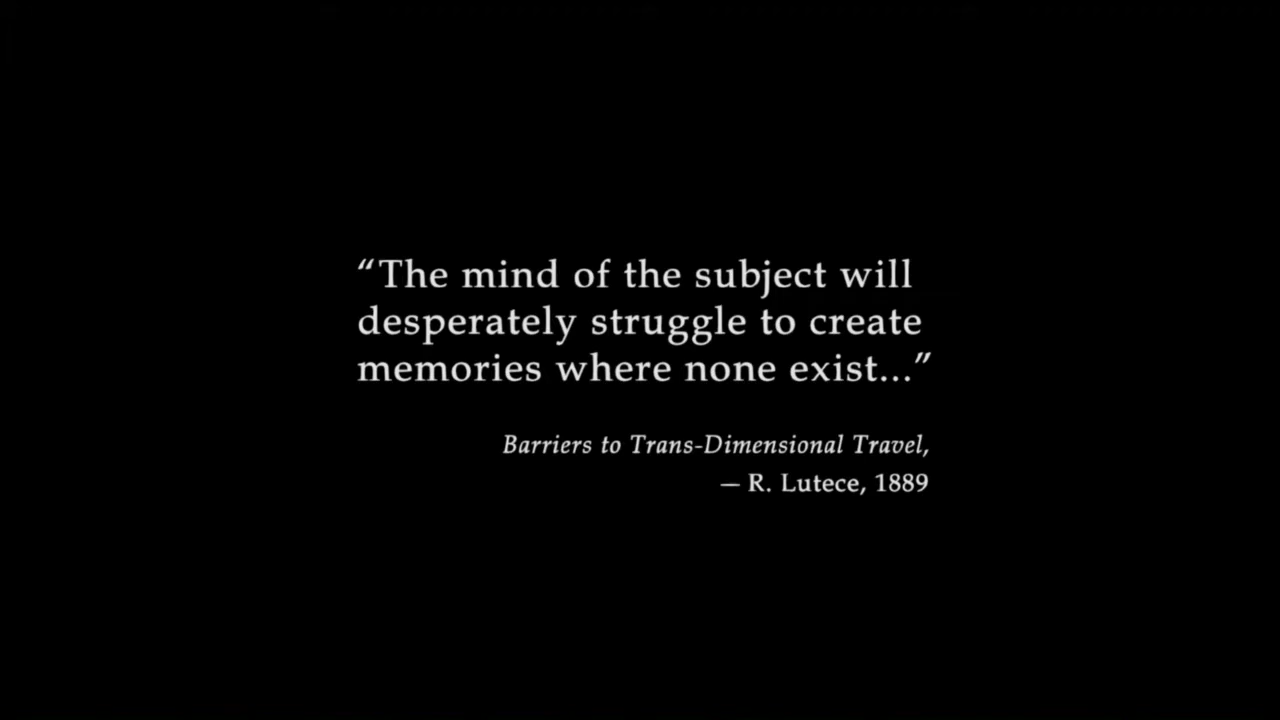 “The mind of the subject will
desperately struggle to create
memories where none exist...”
Barriers to Trans-Dimensional Travel,
— R. Lutece, 1889